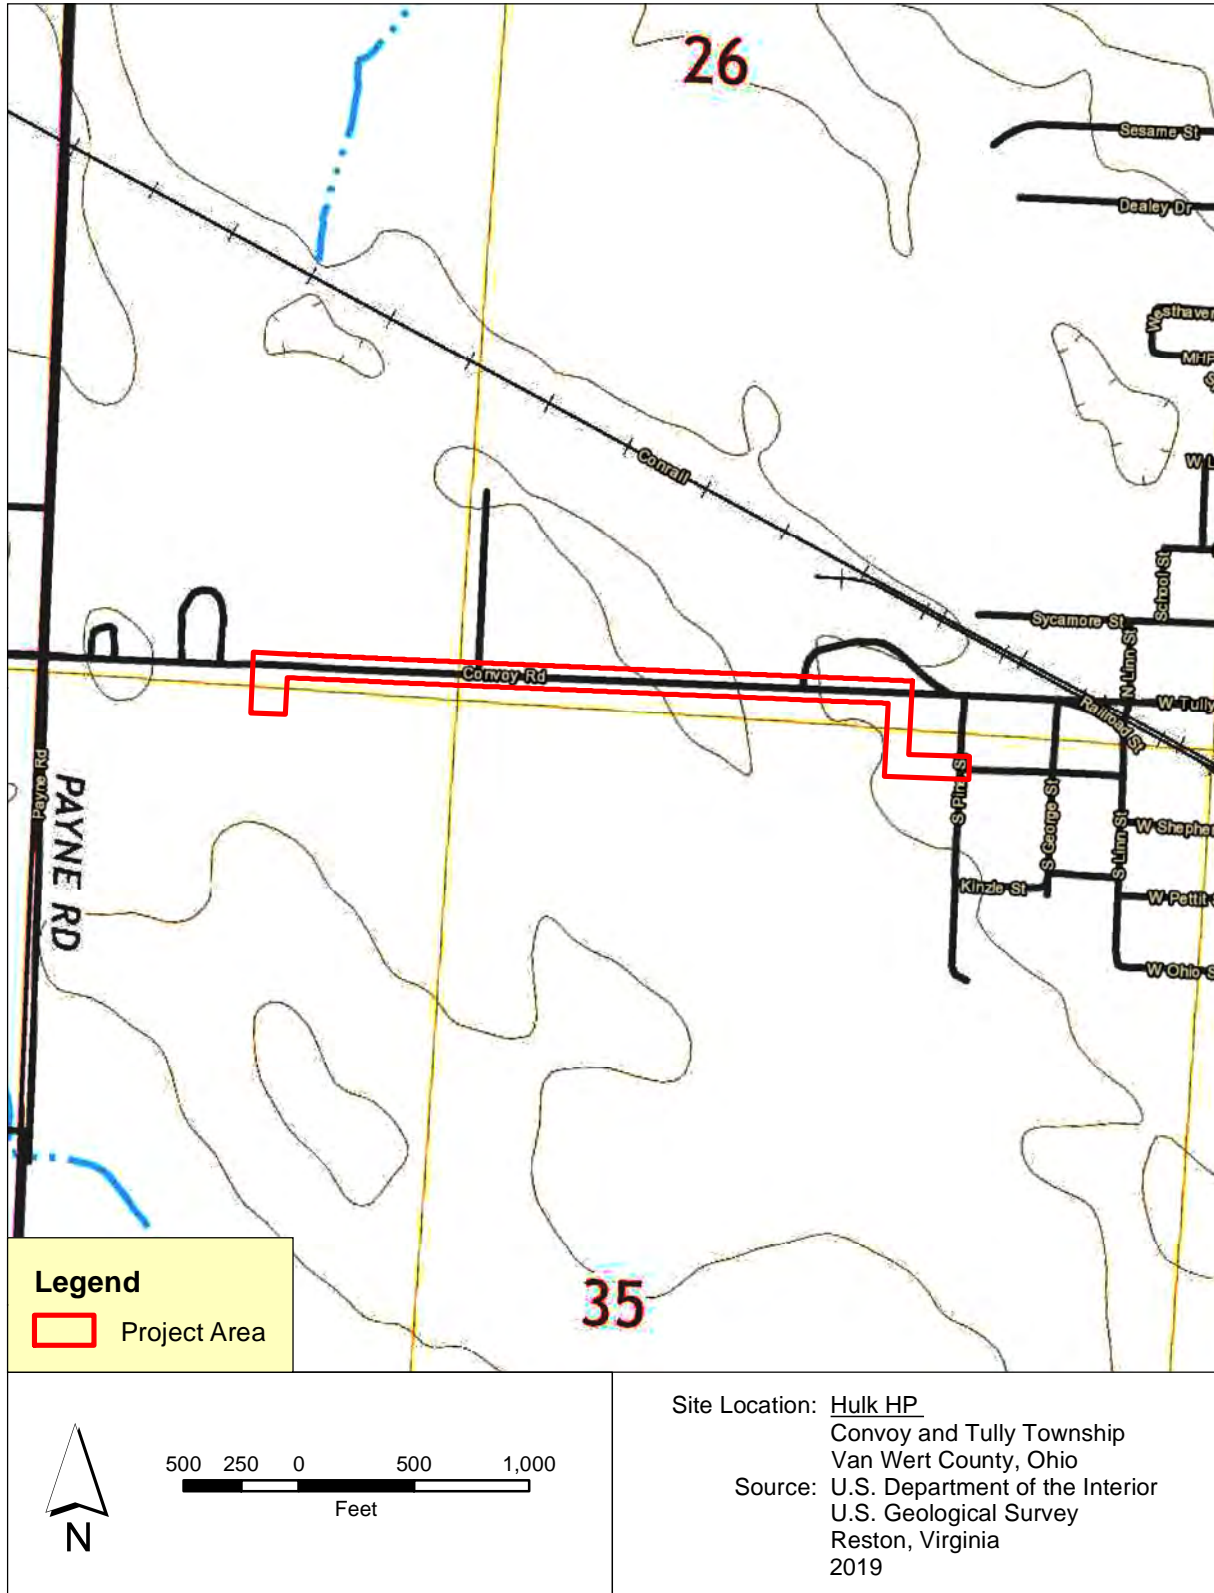 26
Sesame St
Dealey Dr
Westhaven
MHP
W L
Conrail
School St
Sycamore St
N Linn St
Convoy Rd
W Tully
Railroad St
Payne Rd
PAYNE RD
S Pine S
S George St
S Linn St
W Shepher
Kinzie St
W Pettit S
W Ohio S
35
Legend
Project Area
500 250 0 500 1,000
Feet
N
Site Location: Hulk HP
Convoy and Tully Township
Van Wert County, Ohio
Source: U.S. Department of the Interior
U.S. Geological Survey
Reston, Virginia
2019